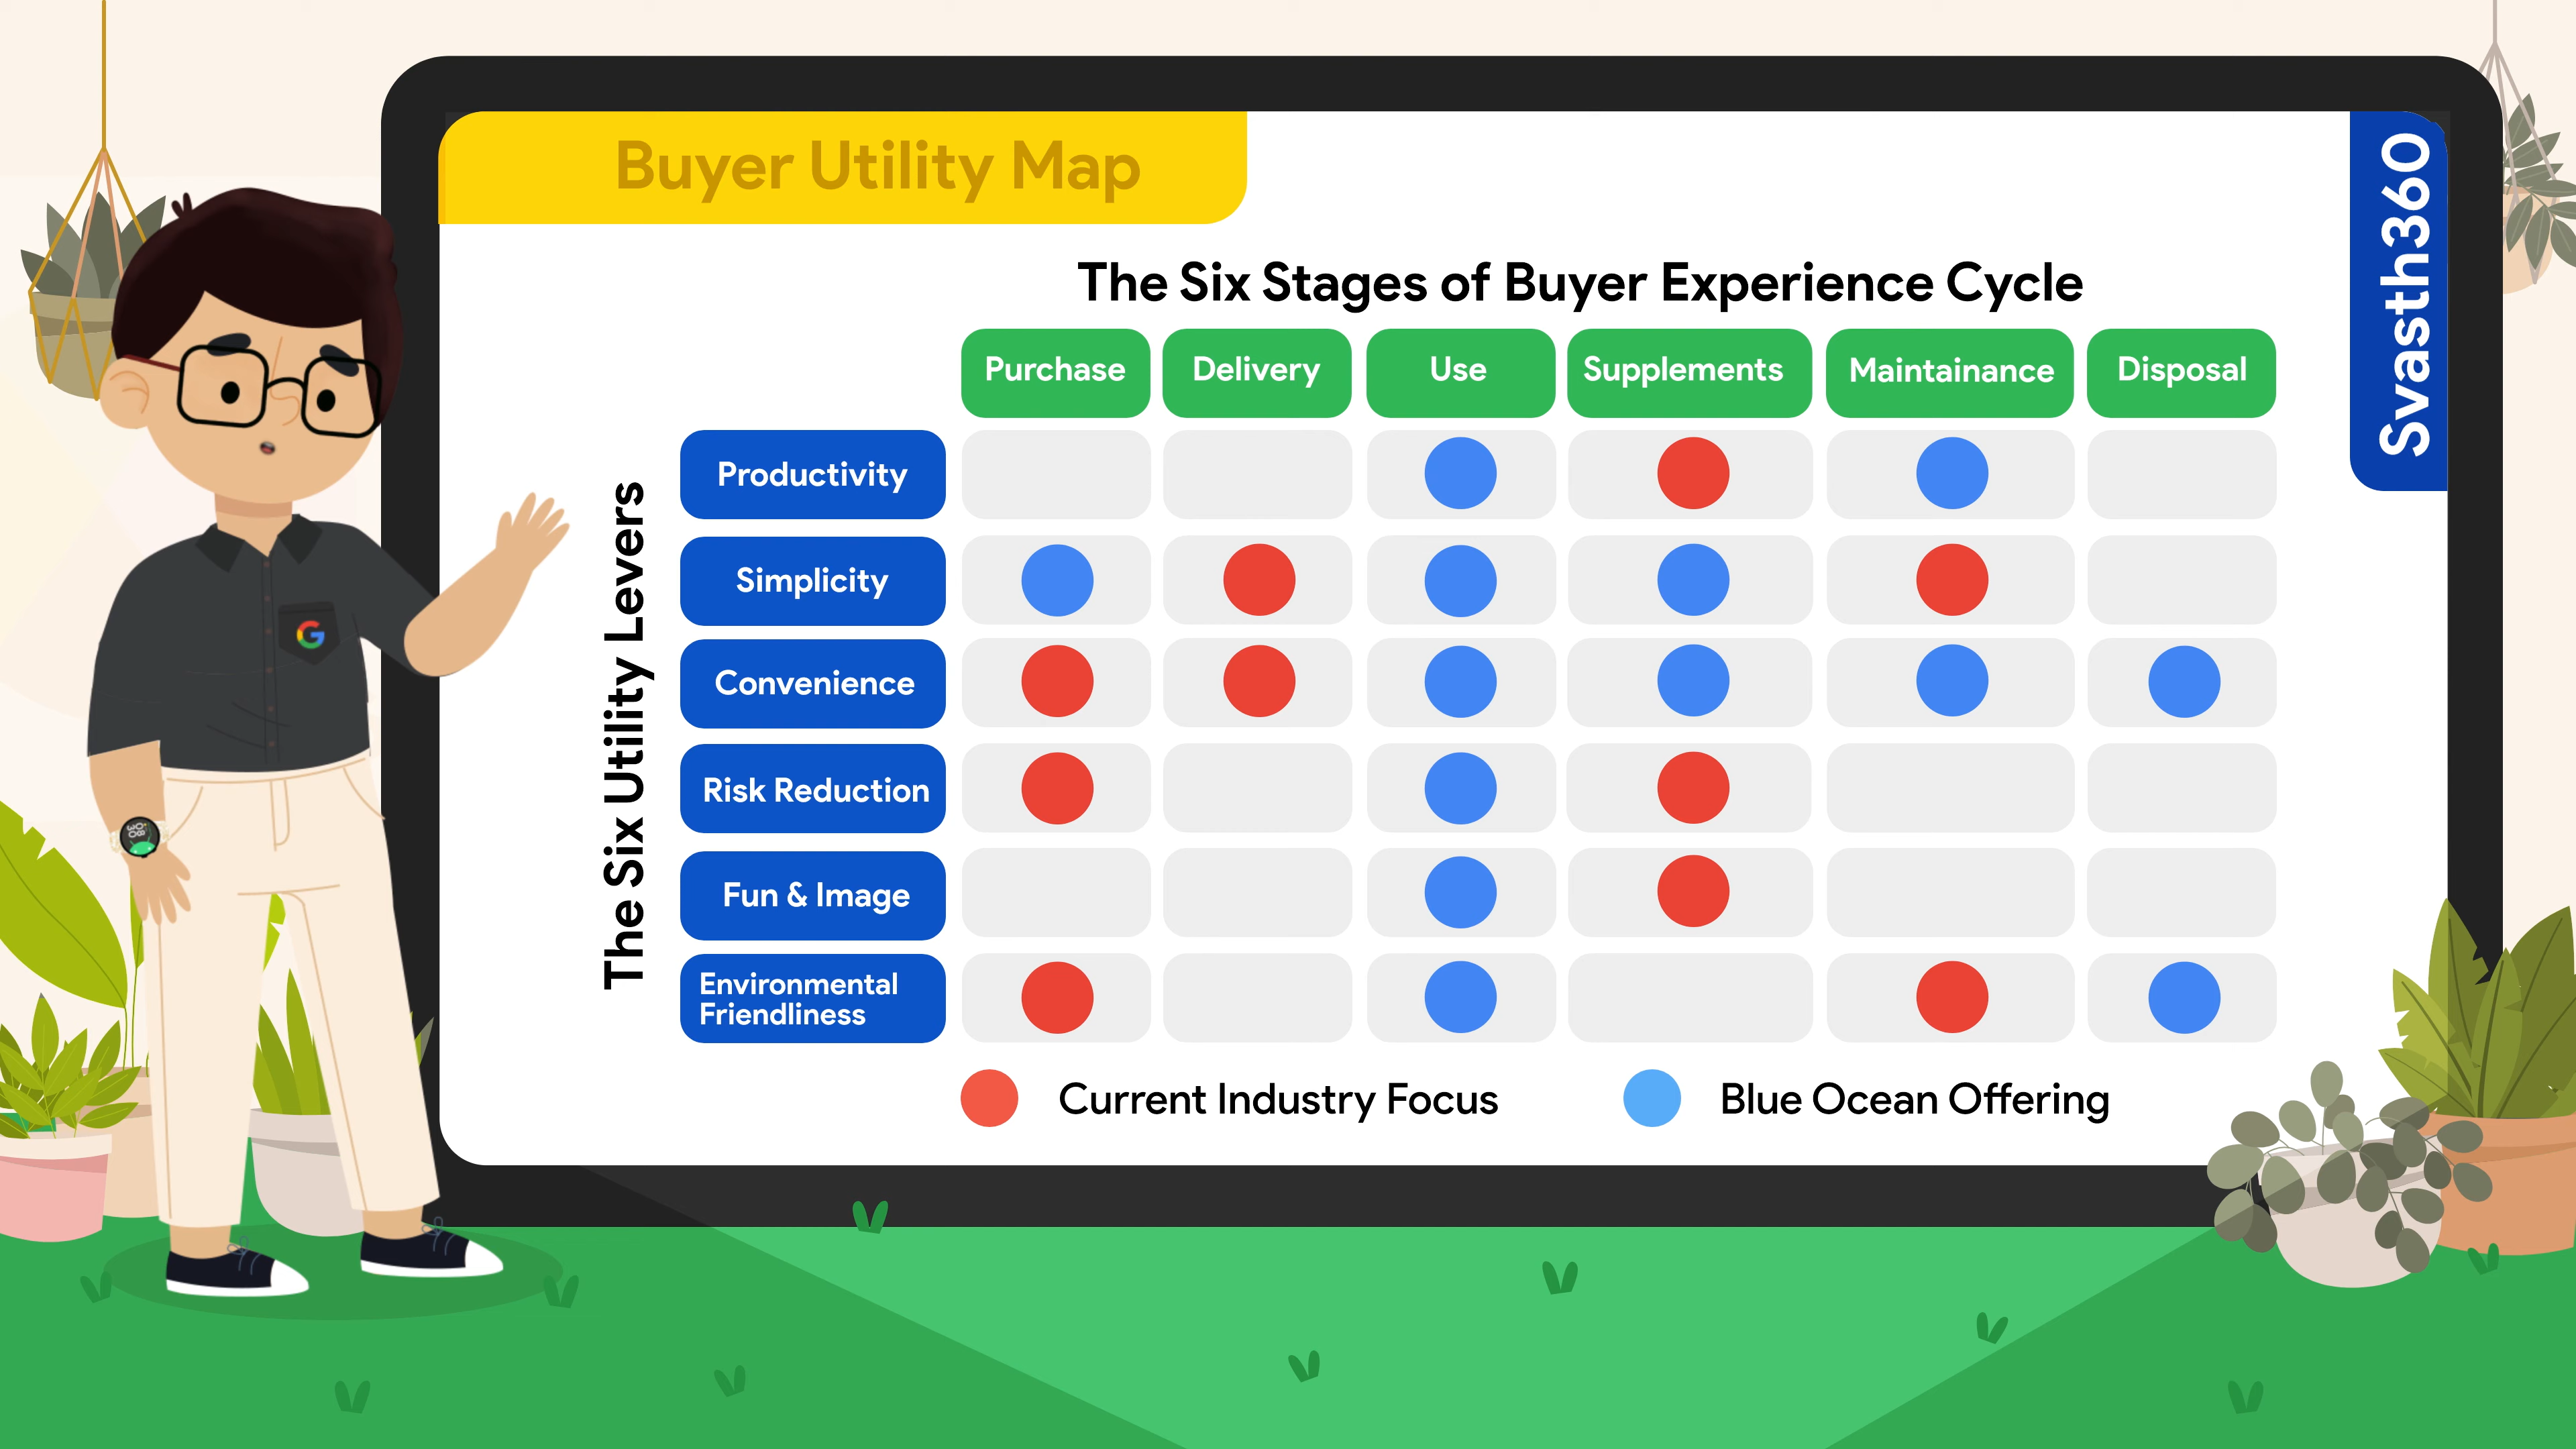 Buyer Utility Map
Svasth360
The Six Stages of Buyer Experience Cycle
Purchase
Delivery
Use
Supplements
Maintainance
Disposal
The Six Utility Levers
Productivity
Simplicity
Convenience
Risk Reduction
Fun & Image
Environmental
Friendliness
Current Industry Focus
Blue Ocean Offering
G